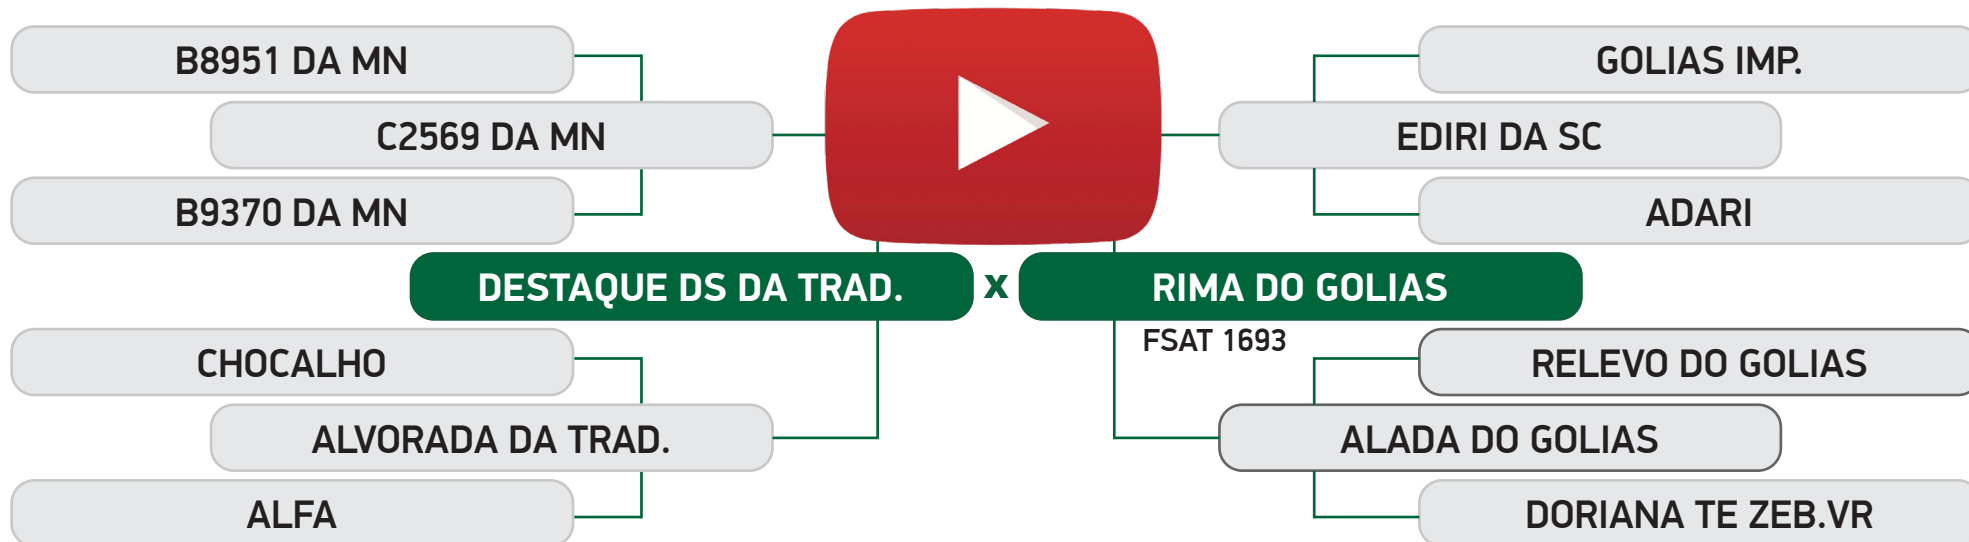 B8951 DA MN
C2569 DA MN
B9370 DA MN
GOLIAS IMP.
EDIRI DA SC
ADARI
DESTAQUE DS DA TRAD. x RIMA DO GOLIAS
FSAT 1693
CHOCALHO
ALVORADA DA TRAD.
ALFA
RELEVO DO GOLIAS
ALADA DO GOLIAS
DORIANA TE ZEB.VR